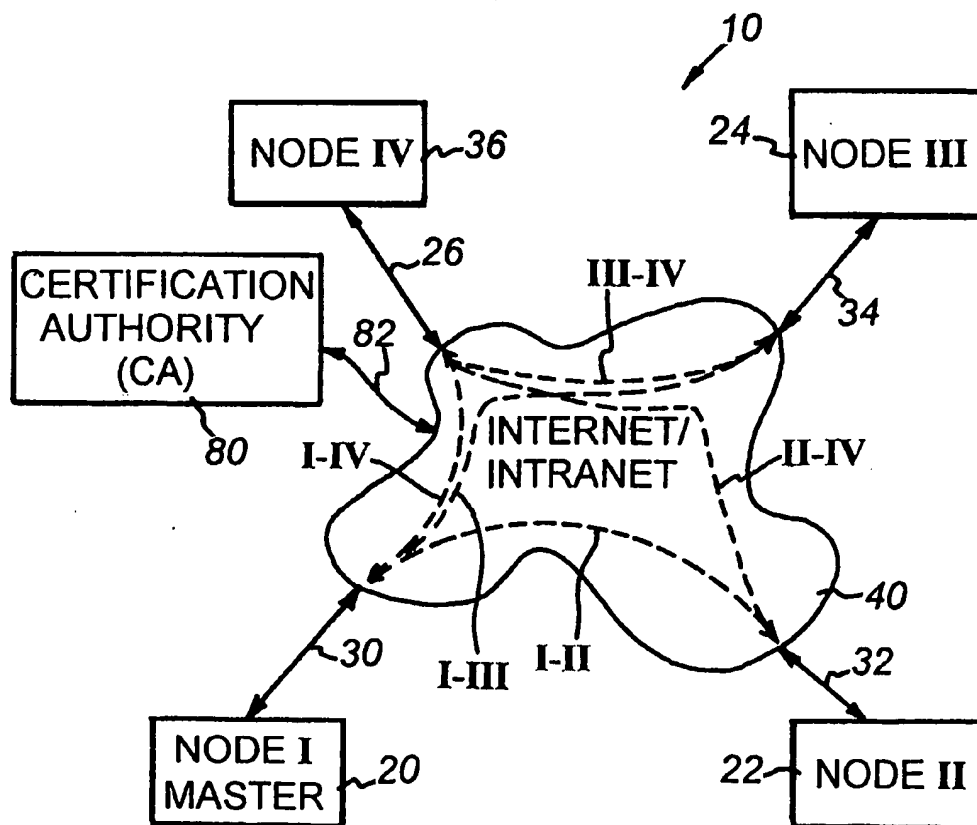 10
NODE IV
36
24
NODE III
26
III-IV
34
CERTIFICATION
AUTHORITY
(CA)
82
80
I-IV
INTERNET/
INTRANET
II-IV
40
30
I-III
I-II
32
NODE I
MASTER
20
22
NODE II